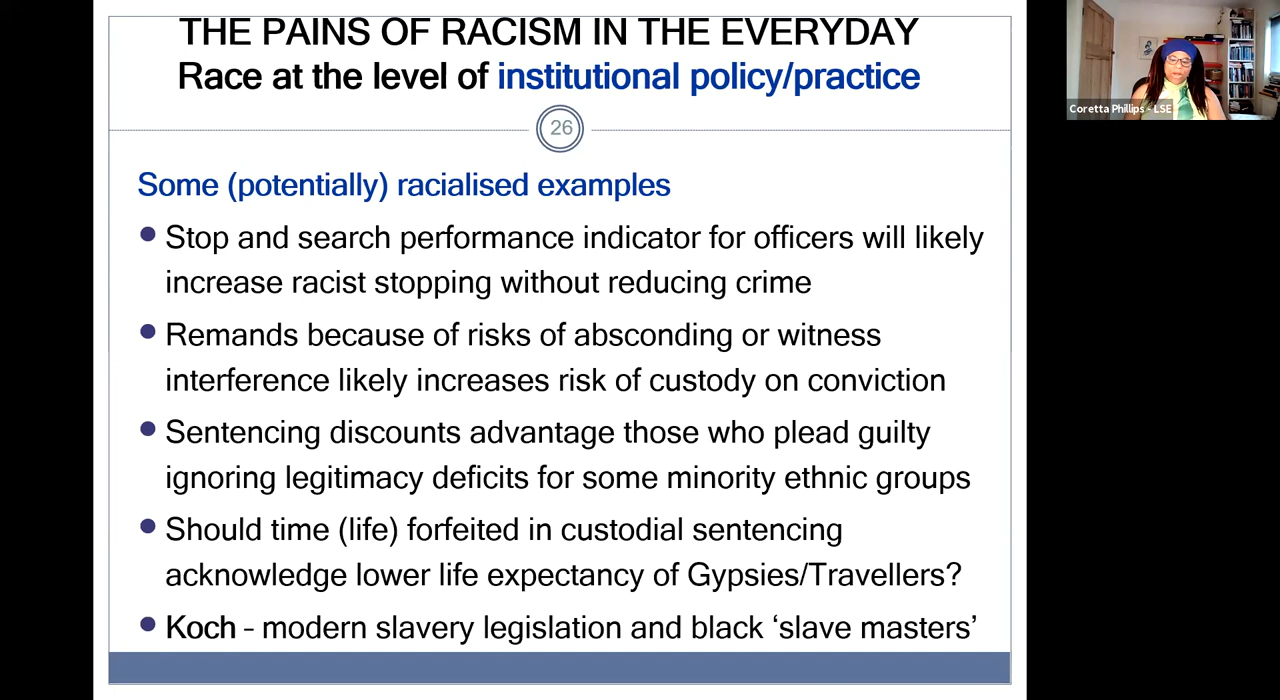 THE PAINS OF RACISM IN THE EVERYDAY
Race at the level of institutional policy/practice
26
Some (potentially) racialised examples
● Stop and search performance indicator for officers will likely
increase racist stopping without reducing crime
● Remands because of risks of absconding or witness
interference likely increases risk of custody on conviction
● Sentencing discounts advantage those who plead guilty
ignoring legitimacy deficits for some minority ethnic groups
● Should time (life) forfeited in custodial sentencing
acknowledge lower life expectancy of Gypsies/Travellers?
● Koch – modern slavery legislation and black ‘slave masters’
Coretta Phillips - LSE